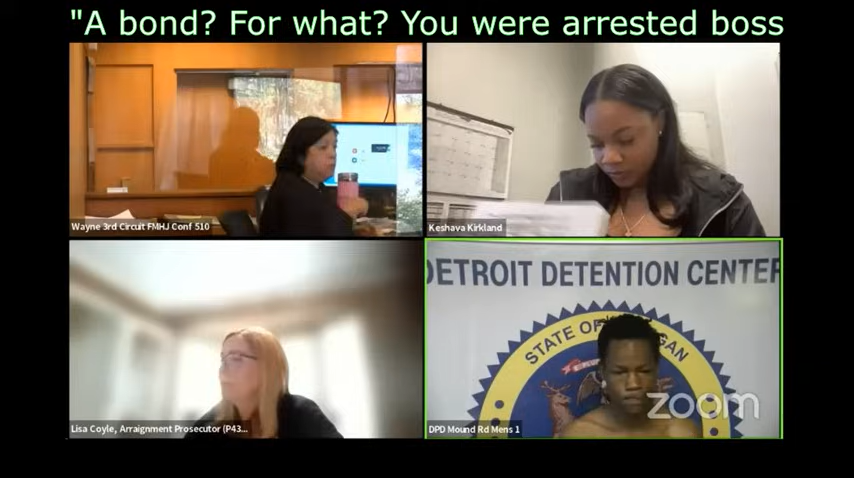 "A bond? For what? You were arrested boss
Wayne 3rd Circuit FMHJ Conf 510
Keshava Kirkland
DETROIT DETENTION CENTER
STATE OF
GAN
zoom
Lisa Coyle, Arraignment Prosecutor (P43...
DPD Mound Rd Mens 1